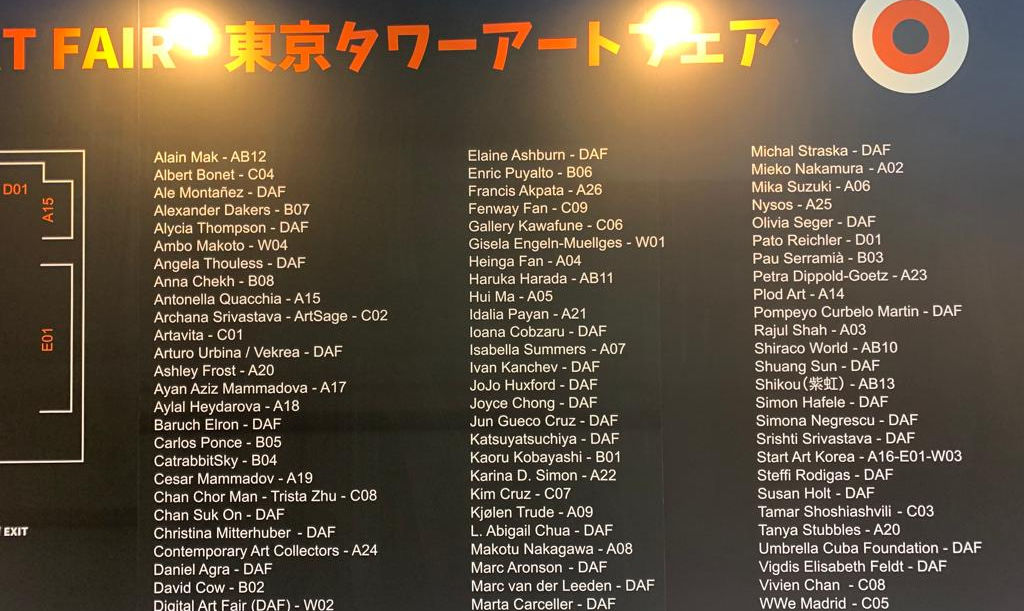 T FAIR 東京タワーアートフェア
D01
A15
E01
EXIT
Alain Mak - AB12
Albert Bonet - C04
Ale Montañez - DAF
Alexander Dakers - B07
Alycia Thompson - DAF
Ambo Makoto - W04
Angela Thouless - DAF
Anna Chekh - B08
Antonella Quacchia - A15
Archana Srivastava - ArtSage - C02
Artavita - C01
Arturo Urbina / Vekrea - DAF
Ashley Frost - A20
Ayan Aziz Mammadova - A17
Aylal Heydarova - A18
Baruch Elron - DAF
Carlos Ponce - B05
CatrabbitSky - B04
Cesar Mammadov - A19
Chan Chor Man - Trista Zhu - C08
Chan Suk On - DAF
Christina Mitterhuber - DAF
Contemporary Art Collectors - A24
Daniel Agra - DAF
David Cow - B02
Digital Art Fair (DAF) - W02
Elaine Ashburn - DAF
Enric Puyalto - B06
Francis Akpata - A26
Fenway Fan - C09
Gallery Kawafune - C06
Gisela Engeln-Muellges - W01
Heinga Fan - A04
Haruka Harada - AB11
Hui Ma - A05
Idalia Payan - A21
Ioana Cobzaru - DAF
Isabella Summers - A07
Ivan Kanchev - DAF
JoJo Huxford - DAF
Joyce Chong - DAF
Jun Gueco Cruz - DAF
Katsuyatsuchiya - DAF
Kaoru Kobayashi - B01
Karina D. Simon - A22
Kim Cruz - C07
Kjølen Trude - A09
L. Abigail Chua - DAF
Makotu Nakagawa - A08
Marc Aronson - DAF
Marc van der Leeden - DAF
Marta Carceller - DAF
Michal Straska - DAF
Mieko Nakamura - A02
Mika Suzuki - A06
Nysos - A25
Olivia Seger - DAF
Pato Reichler - D01
Pau Serramià - B03
Petra Dippold-Goetz - A23
Plod Art - A14
Pompeyo Curbelo Martin - DAF
Rajul Shah - A03
Shiraco World - AB10
Shuang Sun - DAF
Shikou（紫虹） - AB13
Simon Hafele - DAF
Simona Negrescu - DAF
Srishti Srivastava - DAF
Start Art Korea - A16-E01-W03
Steffi Rodigas - DAF
Susan Holt - DAF
Tamar Shoshiashvili - C03
Tanya Stubbles - A20
Umbrella Cuba Foundation - DAF
Vigdis Elisabeth Feldt - DAF
Vivien Chan - C08
WWe Madrid - C05